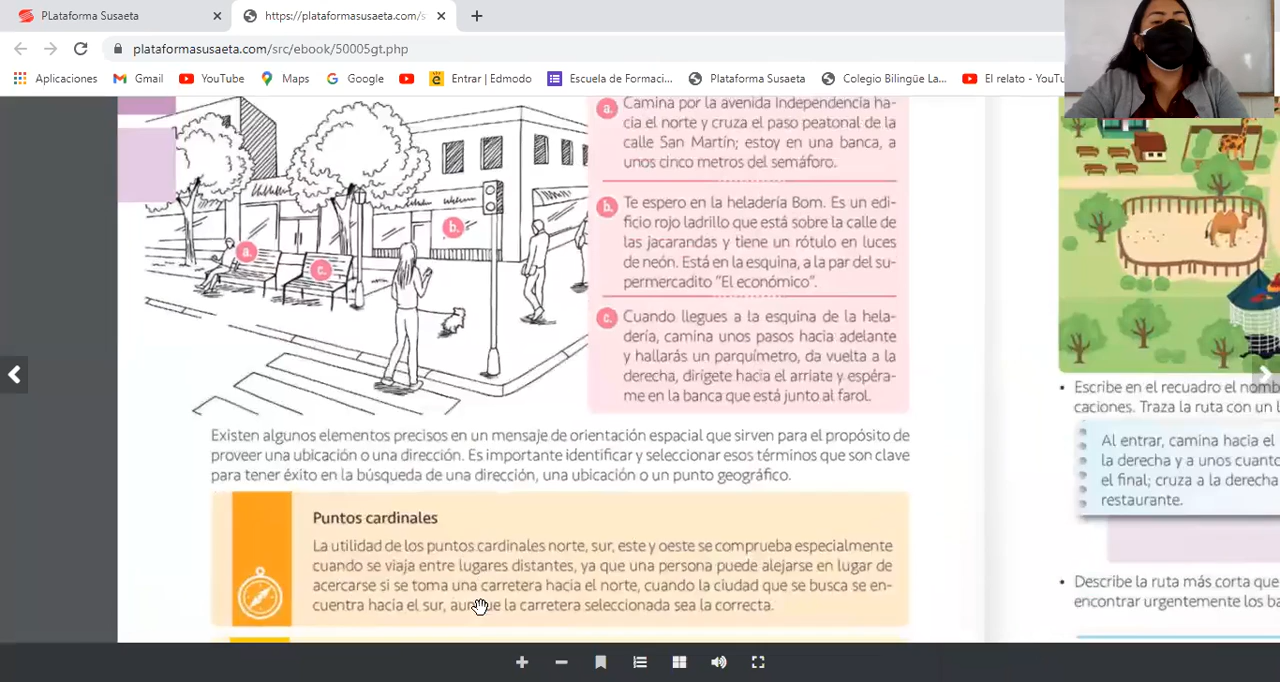 PLataforma Susaeta
https://plataformasusaeta.com/s
plataformasusaeta.com/src/ebook/50005gt.php
Aplicaciones
Gmail
YouTube
Maps
Google
Entrar | Edmodo
Escuela de Formaci...
Plataforma Susaeta
Colegio Bilingüe La...
El relato - YouTu
a. Camina por la avenida Independencia ha-
cia el norte y cruza el paso peatonal de la
calle San Martín; estoy en una banca, a
unos cinco metros del semáforo.
b. Te espero en la heladería Bom. Es un edi-
ficio rojo ladrillo que está sobre la calle de
las jacarandas y tiene un rótulo en luces
de neón. Está en la esquina, a la par del su-
permercadito “El económico”.
c. Cuando llegues a la esquina de la hela-
dería, camina unos pasos hacia adelante
y hallarás un parquímetro, da vuelta a la
derecha, dirígete hacia el arriate y espéra-
me en la banca que está junto al farol.
a.
b.
c.
Existen algunos elementos precisos en un mensaje de orientación espacial que sirven para el propósito de
proveer una ubicación o una dirección. Es importante identificar y seleccionar esos términos que son clave
para tener éxito en la búsqueda de una dirección, una ubicación o un punto geográfico.
Puntos cardinales
La utilidad de los puntos cardinales norte, sur, este y oeste se comprueba especialmente
cuando se viaja entre lugares distantes, ya que una persona puede alejarse en lugar de
acercarse si se toma una carretera hacia el norte, cuando la ciudad que se busca se en-
cuentra hacia el sur, aunque la carretera seleccionada sea la correcta.
• Escribe en el recuadro el nomb
caciones. Traza la ruta con un l
Al entrar, camina hacia el
la derecha y a unos cuanto
el final; cruza a la derecha
restaurante.
• Describe la ruta más corta que
encontrar urgentemente los ba